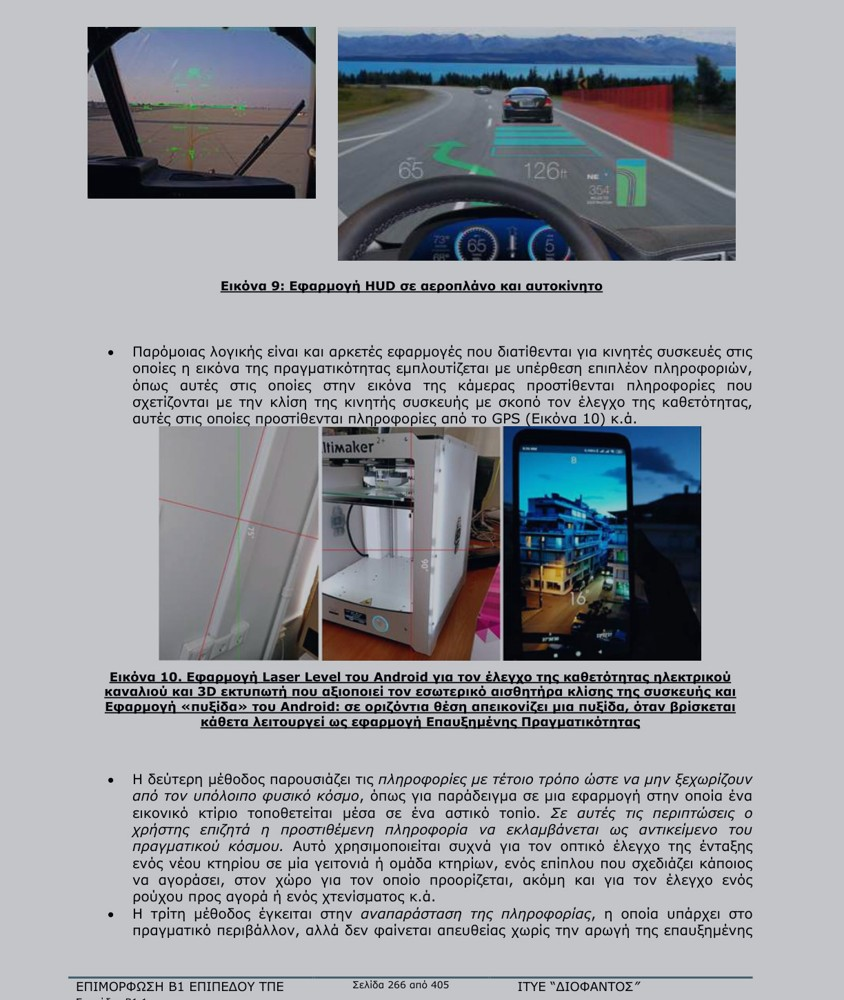 65
126ft
NE
354
73°
65
5
Εικόνα 9: Εφαρμογή HUD σε αεροπλάνο και αυτοκίνητο
• Παρόμοιας λογικής είναι και αρκετές εφαρμογές που διατίθενται για κινητές συσκευές στις
οποίες η εικόνα της πραγματικότητας εμπλουτίζεται με υπέρθεση επιπλέον πληροφοριών,
όπως αυτές στις οποίες στην εικόνα της κάμερας προστίθενται πληροφορίες που
σχετίζονται με την κλίση της κινητής συσκευής με σκοπό τον έλεγχο της καθετότητας,
αυτές στις οποίες προστίθενται πληροφορίες από το GPS (Εικόνα 10) κ.ά.
ltimaker 2+
90°
16°
Εικόνα 10. Εφαρμογή Laser Level του Android για τον έλεγχο της καθετότητας ηλεκτρικού
καναλιού και 3D εκτυπωτή που αξιοποιεί τον εσωτερικό αισθητήρα κλίσης της συσκευής και
Εφαρμογή «πυξίδα» του Android: σε οριζόντια θέση απεικονίζει μια πυξίδα, όταν βρίσκεται
κάθετα λειτουργεί ως εφαρμογή Επαυξημένης Πραγματικότητας
• Η δεύτερη μέθοδος παρουσιάζει τις πληροφορίες με τέτοιο τρόπο ώστε να μην ξεχωρίζουν
από τον υπόλοιπο φυσικό κόσμο, όπως για παράδειγμα σε μια εφαρμογή στην οποία ένα
εικονικό κτίριο τοποθετείται μέσα σε ένα αστικό τοπίο. Σε αυτές τις περιπτώσεις ο
χρήστης επιζητά η προστιθέμενη πληροφορία να εκλαμβάνεται ως αντικείμενο του
πραγματικού κόσμου. Αυτό χρησιμοποιείται συχνά για τον οπτικό έλεγχο της ένταξης
ενός νέου κτηρίου σε μία γειτονιά ή ομάδα κτηρίων, ενός επίπλου που σχεδιάζει κάποιος
να αγοράσει, στον χώρο για τον οποίο προορίζεται, ακόμη και για τον έλεγχο ενός
ρούχου προς αγορά ή ενός χτενίσματος κ.ά.
• Η τρίτη μέθοδος έγκειται στην αναπαράσταση της πληροφορίας, η οποία υπάρχει στο
πραγματικό περιβάλλον, αλλά δεν φαίνεται απευθείας χωρίς την αρωγή της επαυξημένης
ΕΠΙΜΟΡΦΩΣΗ Β1 ΕΠΙΠΕΔΟΥ ΤΠΕ Σελίδα 266 από 405 ΙΤΥΕ “ΔΙΟΦΑΝΤΟΣ”